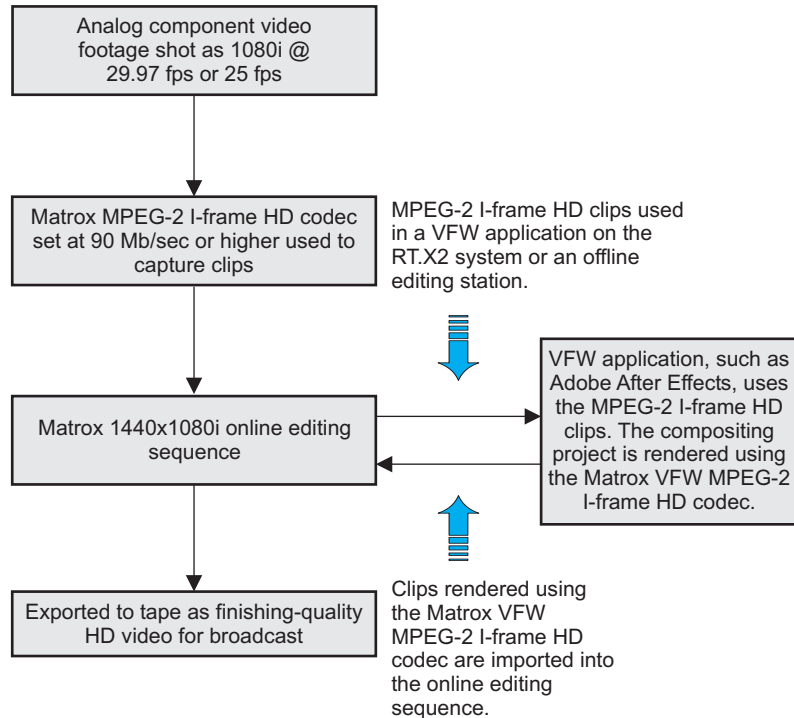 Analog component video
footage shot as 1080i @
29.97 fps or 25 fps
Matrox MPEG-2 I-frame HD codec
set at 90 Mb/sec or higher used to
capture clips
MPEG-2 I-frame HD clips used
in a VFW application on the
RT.X2 system or an offline
editing station.
VFW application, such as
Adobe After Effects, uses
the MPEG-2 I-frame HD
clips. The compositing
project is rendered using
the Matrox VFW MPEG-2
I-frame HD codec.
Matrox 1440x1080i online editing
sequence
Exported to tape as finishing-quality
HD video for broadcast
Clips rendered using
the Matrox VFW
MPEG-2 I-frame HD
codec are imported into
the online editing
sequence.